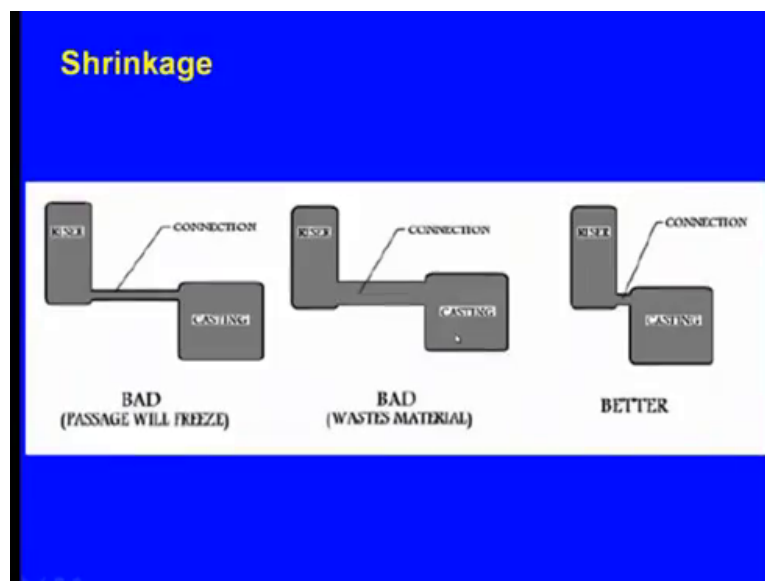 Shrinkage
RISER
CONNECTION
CASTING
BAD
(PASSAGE WILL FREEZE)
RISER
CONNECTION
CASTING
BAD
(WASTES MATERIAL)
RISER
CONNECTION
CASTING
BETTER